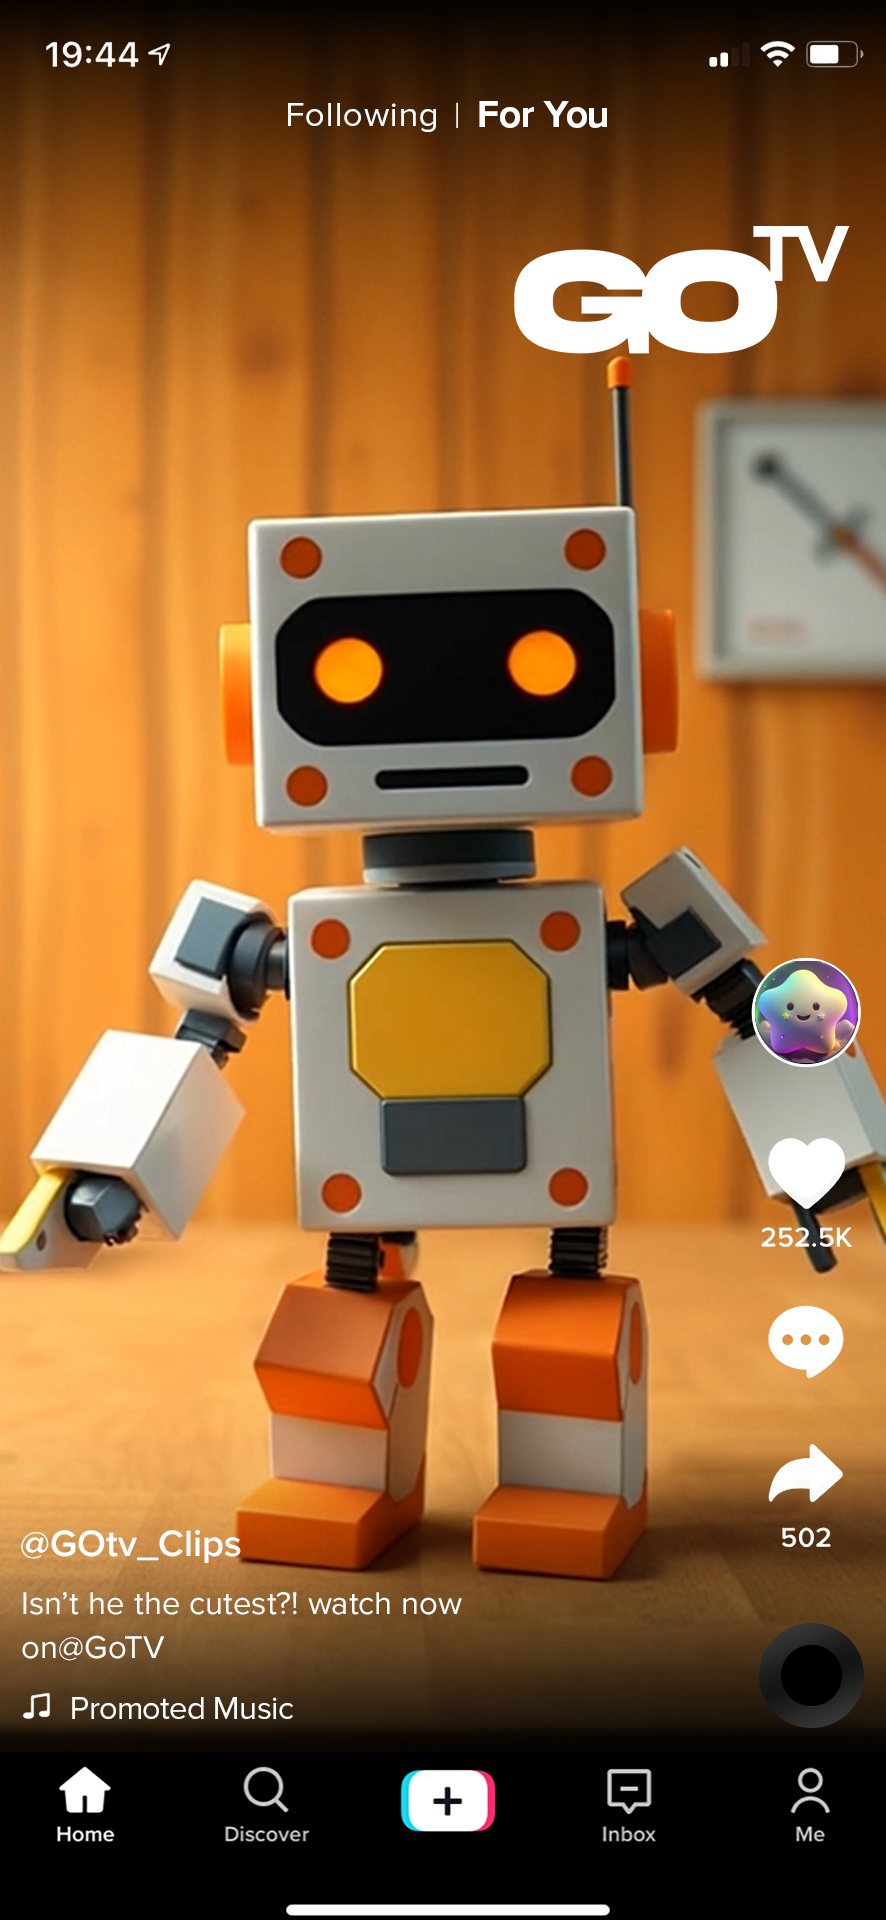 19:44
Following | For You
GOTV
252.5K
502
@GOtv_Clips
Isn't he the cutest?! watch now
on@GoTV
Promoted Music
Home Discover Inbox Me